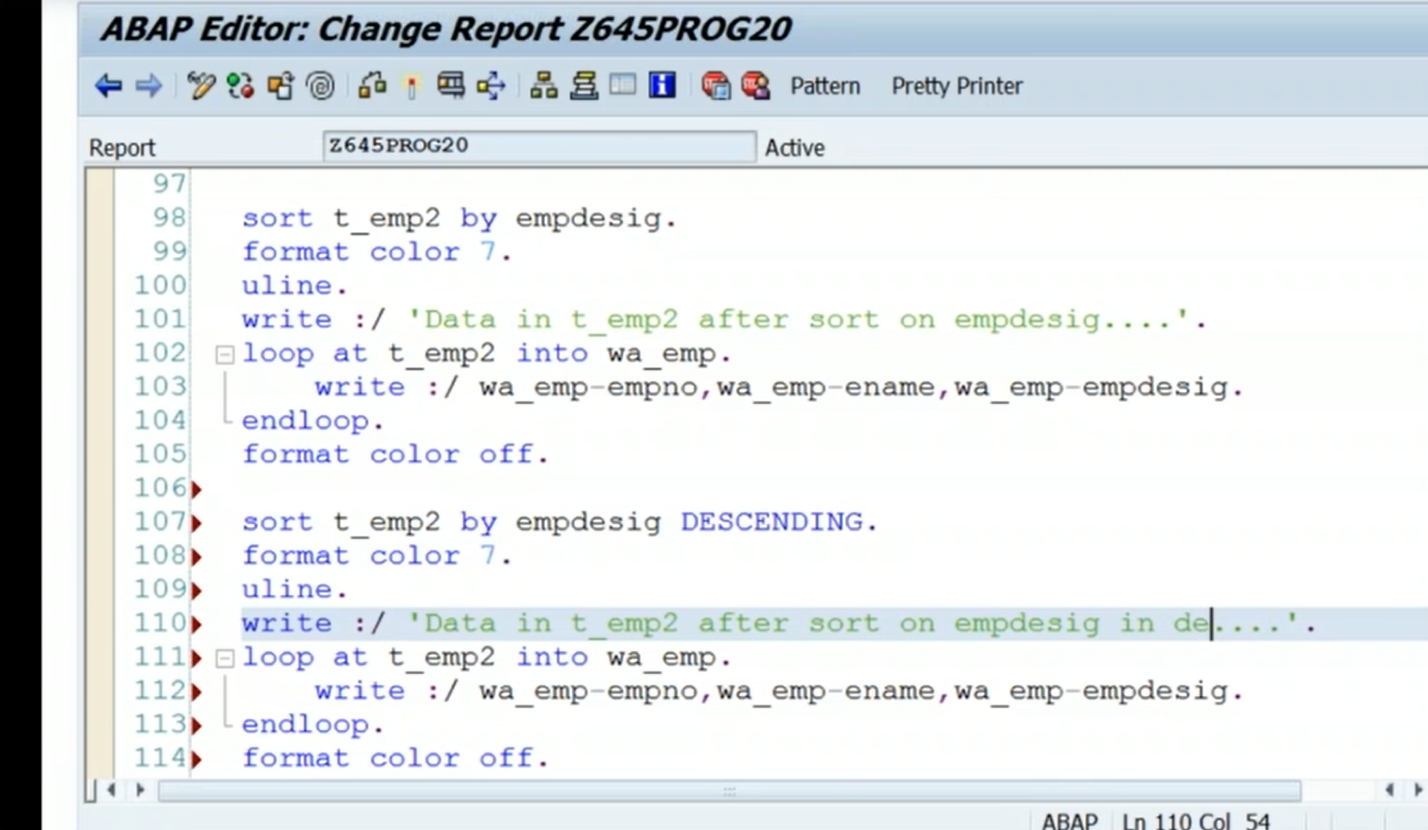 ABAP Editor: Change Report Z645PROG20
Pattern Pretty Printer
Report Z645PROG20 Active
97
98 sort t_emp2 by empdesig.
99 format color 7.
100 uline.
101 write :/ 'Data in t_emp2 after sort on empdesig....'.
102 loop at t_emp2 into wa_emp.
103 write :/ wa_emp-empno,wa_emp-ename,wa_emp-empdesig.
104 endloop.
105 format color off.
106
107 sort t_emp2 by empdesig DESCENDING.
108 format color 7.
109 uline.
110 write :/ 'Data in t_emp2 after sort on empdesig in de....'.
111 loop at t_emp2 into wa_emp.
112 write :/ wa_emp-empno,wa_emp-ename,wa_emp-empdesig.
113 endloop.
114 format color off.
ABAP Ln 110 Col 54